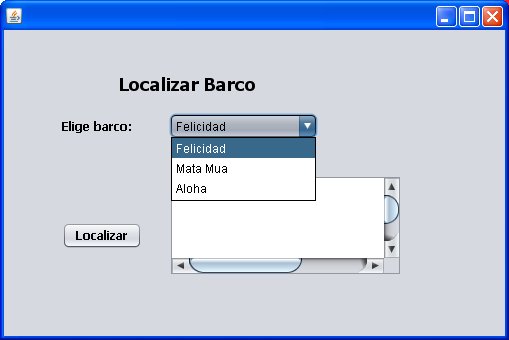 Localizar Barco
Elige barco: Felicidad
Felicidad
Mata Mua
Aloha
Localizar